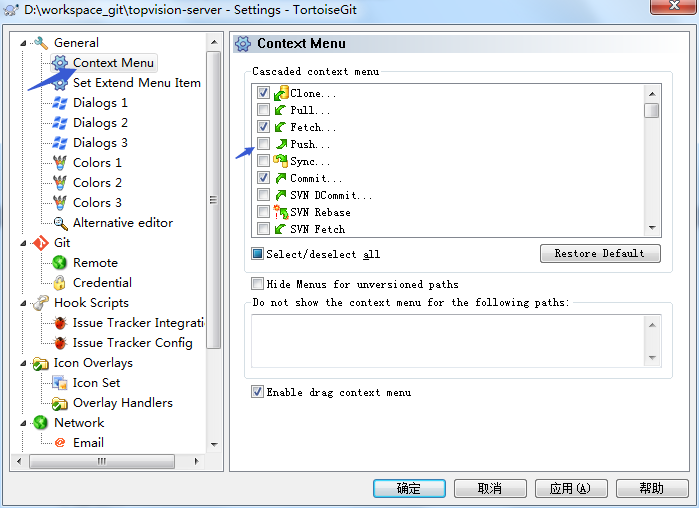 D:\workspace_git\topvision-server - Settings - TortoiseGit
General
Context Menu
Set Extend Menu Item
Dialogs 1
Dialogs 2
Dialogs 3
Colors 1
Colors 2
Colors 3
Alternative editor
Git
Remote
Credential
Hook Scripts
Issue Tracker Integrati
Issue Tracker Config
Icon Overlays
Icon Set
Overlay Handlers
Network
Email
Context Menu
Cascaded context menu
Clone...
Pull...
Fetch...
Push...
Sync...
Commit...
SVN DCommit...
SVN Rebase
SVN Fetch
Select/deselect all
Restore Default
Hide Menus for unversioned paths
Do not show the context menu for the following paths:
Enable drag context menu
确定
取消
应用(A)
帮助